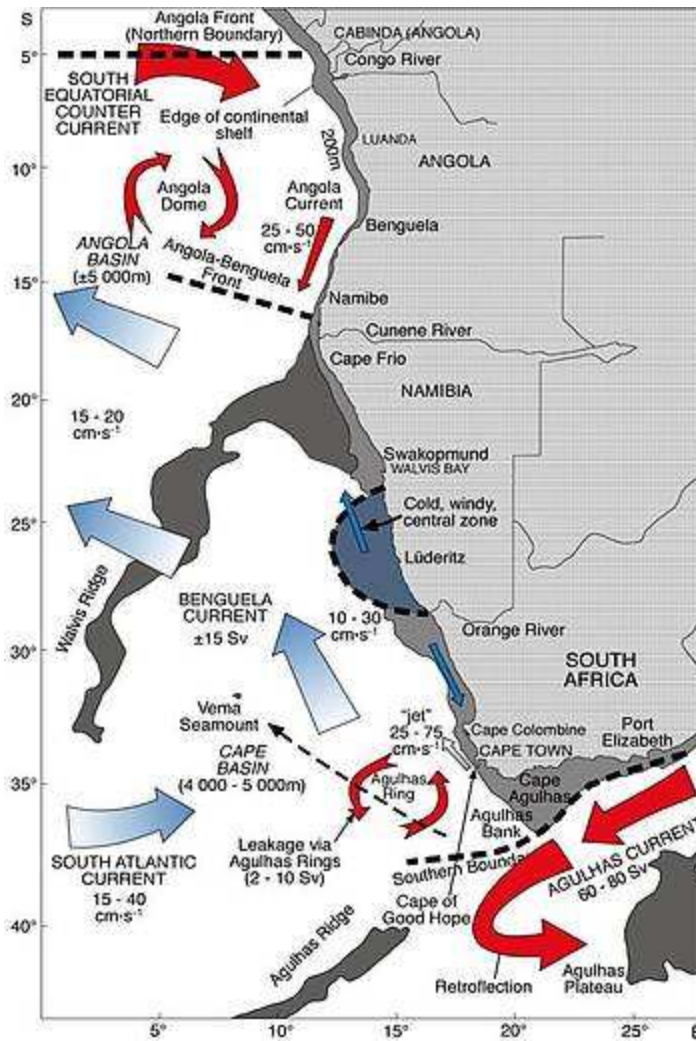 S
Angola Front
(Northern Boundary)
CABINDA (ANGOLA)
5°
Congo River
SOUTH
EQUATORIAL
COUNTER
CURRENT
Edge of continental
shelf
200m
LUANDA
ANGOLA
10°
Angola
Dome
Angola
Current
25 - 50
cm·s⁻¹
Benguela
ANGOLA
BASIN
(±5 000m)
Angola-Benguela
Front
15°
Namibe
Cunene River
Cape Frio
NAMIBIA
20°
15 - 20
cm·s⁻¹
Swakopmund
WALVIS BAY
Cold, windy,
central zone
25°
Lüderitz
Walvis Ridge
BENGUELA
CURRENT
±15 Sv
10 - 30
cm·s⁻¹
Orange River
30°
SOUTH
AFRICA
Vema
Seamount
"jet"
25 - 75
cm·s⁻¹
Cape Colombine
CAPE TOWN
Port
Elizabeth
CAPE
BASIN
(4 000 - 5 000m)
35°
Agulhas
Ring
Cape
Agulhas
Agulhas
Bank
Leakage via
Agulhas Rings
(2 - 10 Sv)
SOUTH ATLANTIC
CURRENT
15 - 40
cm·s⁻¹
Southern Bounda
AGULHAS CURRENT
60 - 80 Sv
Cape of
Good Hope
40°
Agulhas Ridge
Retroflection
Agulhas
Plateau
5°
10°
15°
20°
25°
E